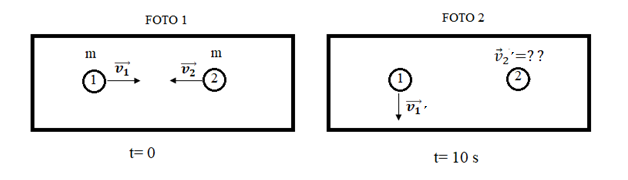 FOTO 1
m
m
1
v₁
v₂
2
t= 0
FOTO 2
v₂´=? ?
1
2
v₁´
t= 10 s